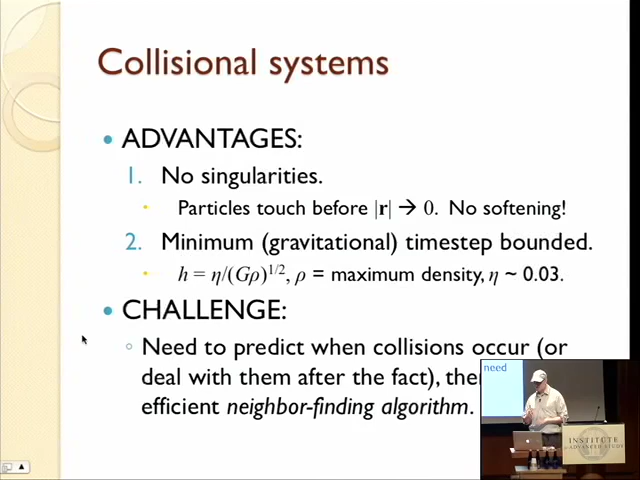 Collisional systems
• ADVANTAGES:
1. No singularities.
Particles touch before |r| → 0. No softening!
2. Minimum (gravitational) timestep bounded.
h = η/(Gρ)^1/2, ρ = maximum density, η ~ 0.03.
• CHALLENGE:
Need to predict when collisions occur (or
deal with them after the fact),
efficient neighbor-finding algorithm.
need
INSTITUTE
ADVANCED STUDY